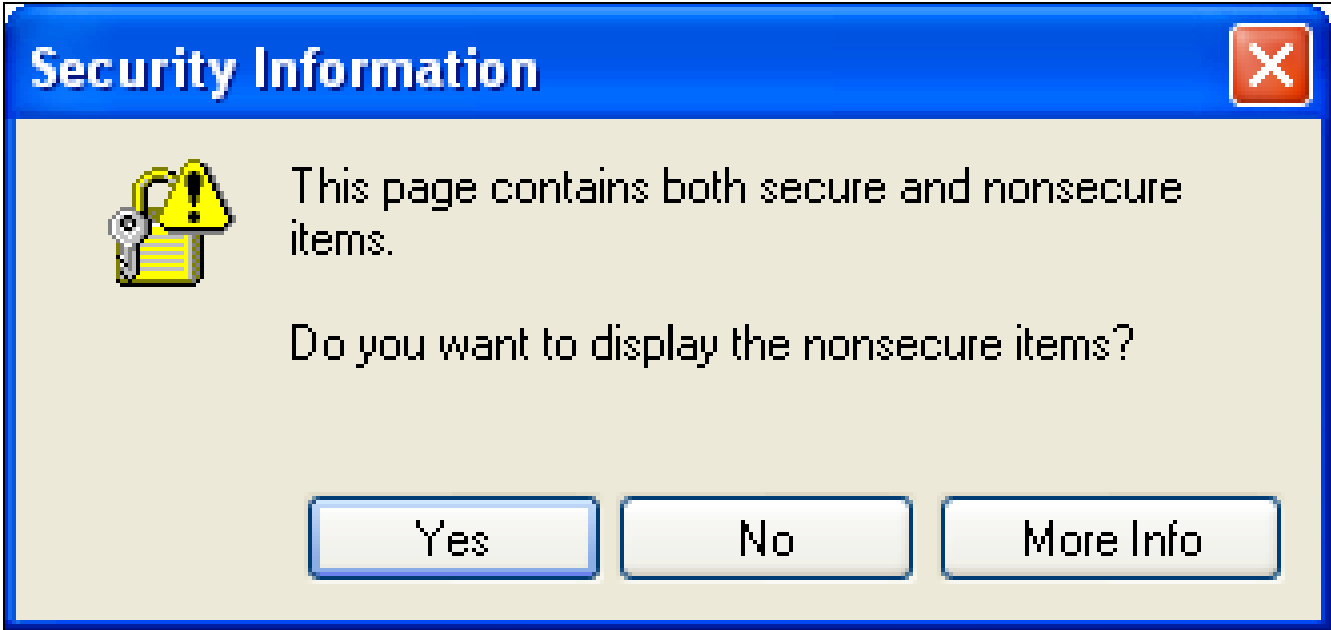 Security Information
This page contains both secure and nonsecure
items.
Do you want to display the nonsecure items?
Yes
No
More Info